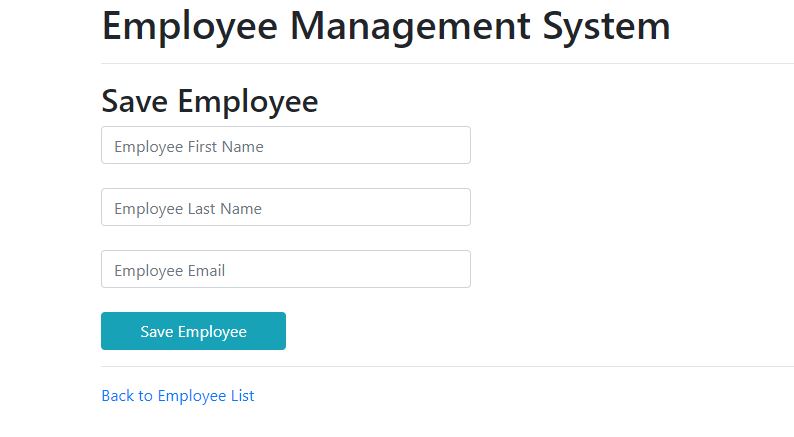 Employee Management System
Save Employee
Employee First Name
Employee Last Name
Employee Email
Save Employee
Back to Employee List